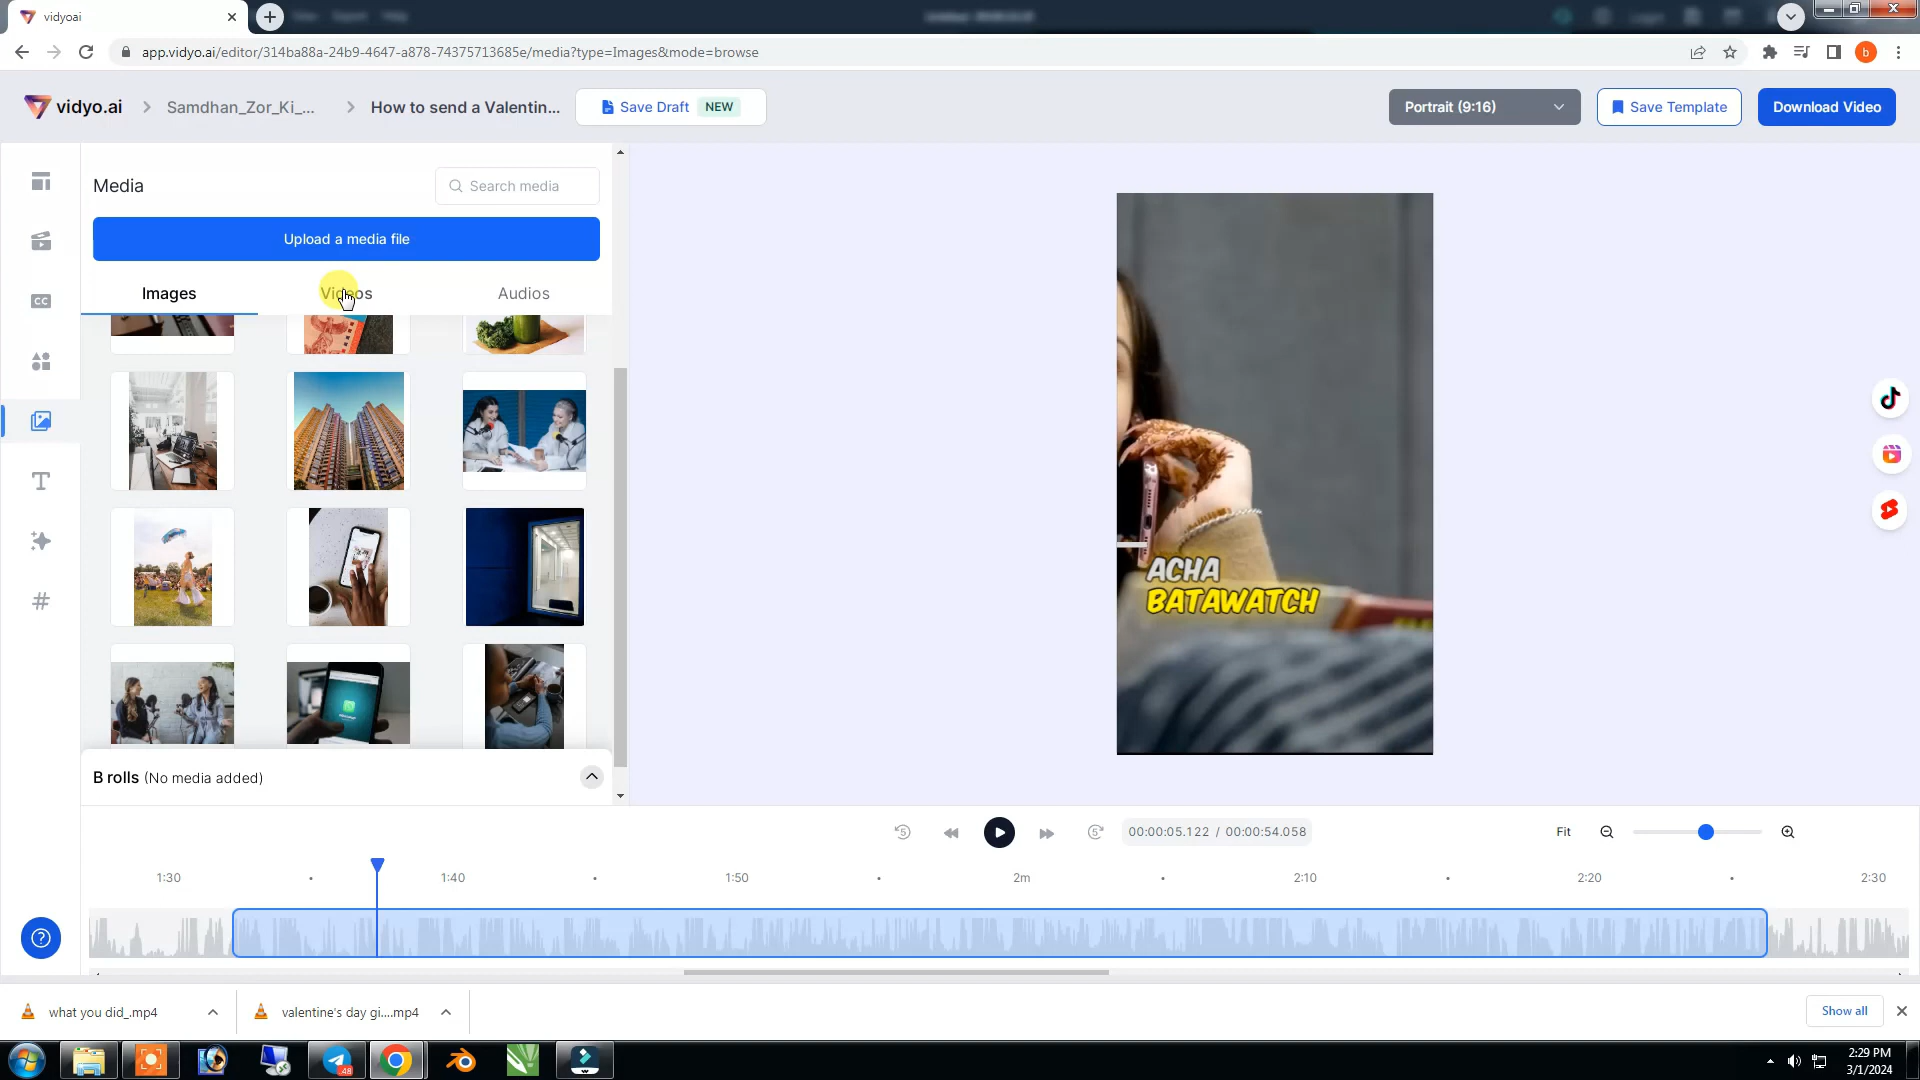 vidyoai
app.vidyo.ai/editor/314ba88a-24b9-4647-a878-74375713685e/media?type=Images&mode=browse
b
vidyo.ai
Samdhan_Zor_Ki_...
How to send a Valentin...
Save Draft NEW
Portrait (9:16)
Save Template
Download Video
Media
Search media
Upload a media file
Images
Videos
Audios
CC
ACHA
BATAWATCH
B rolls (No media added)
5
5
00:00:05.122 / 00:00:54.058
Fit
1:30
1:40
1:50
2m
2:10
2:20
2:30
what you did_.mp4
valentine's day gi....mp4
Show all
48
2:29 PM
3/1/2024